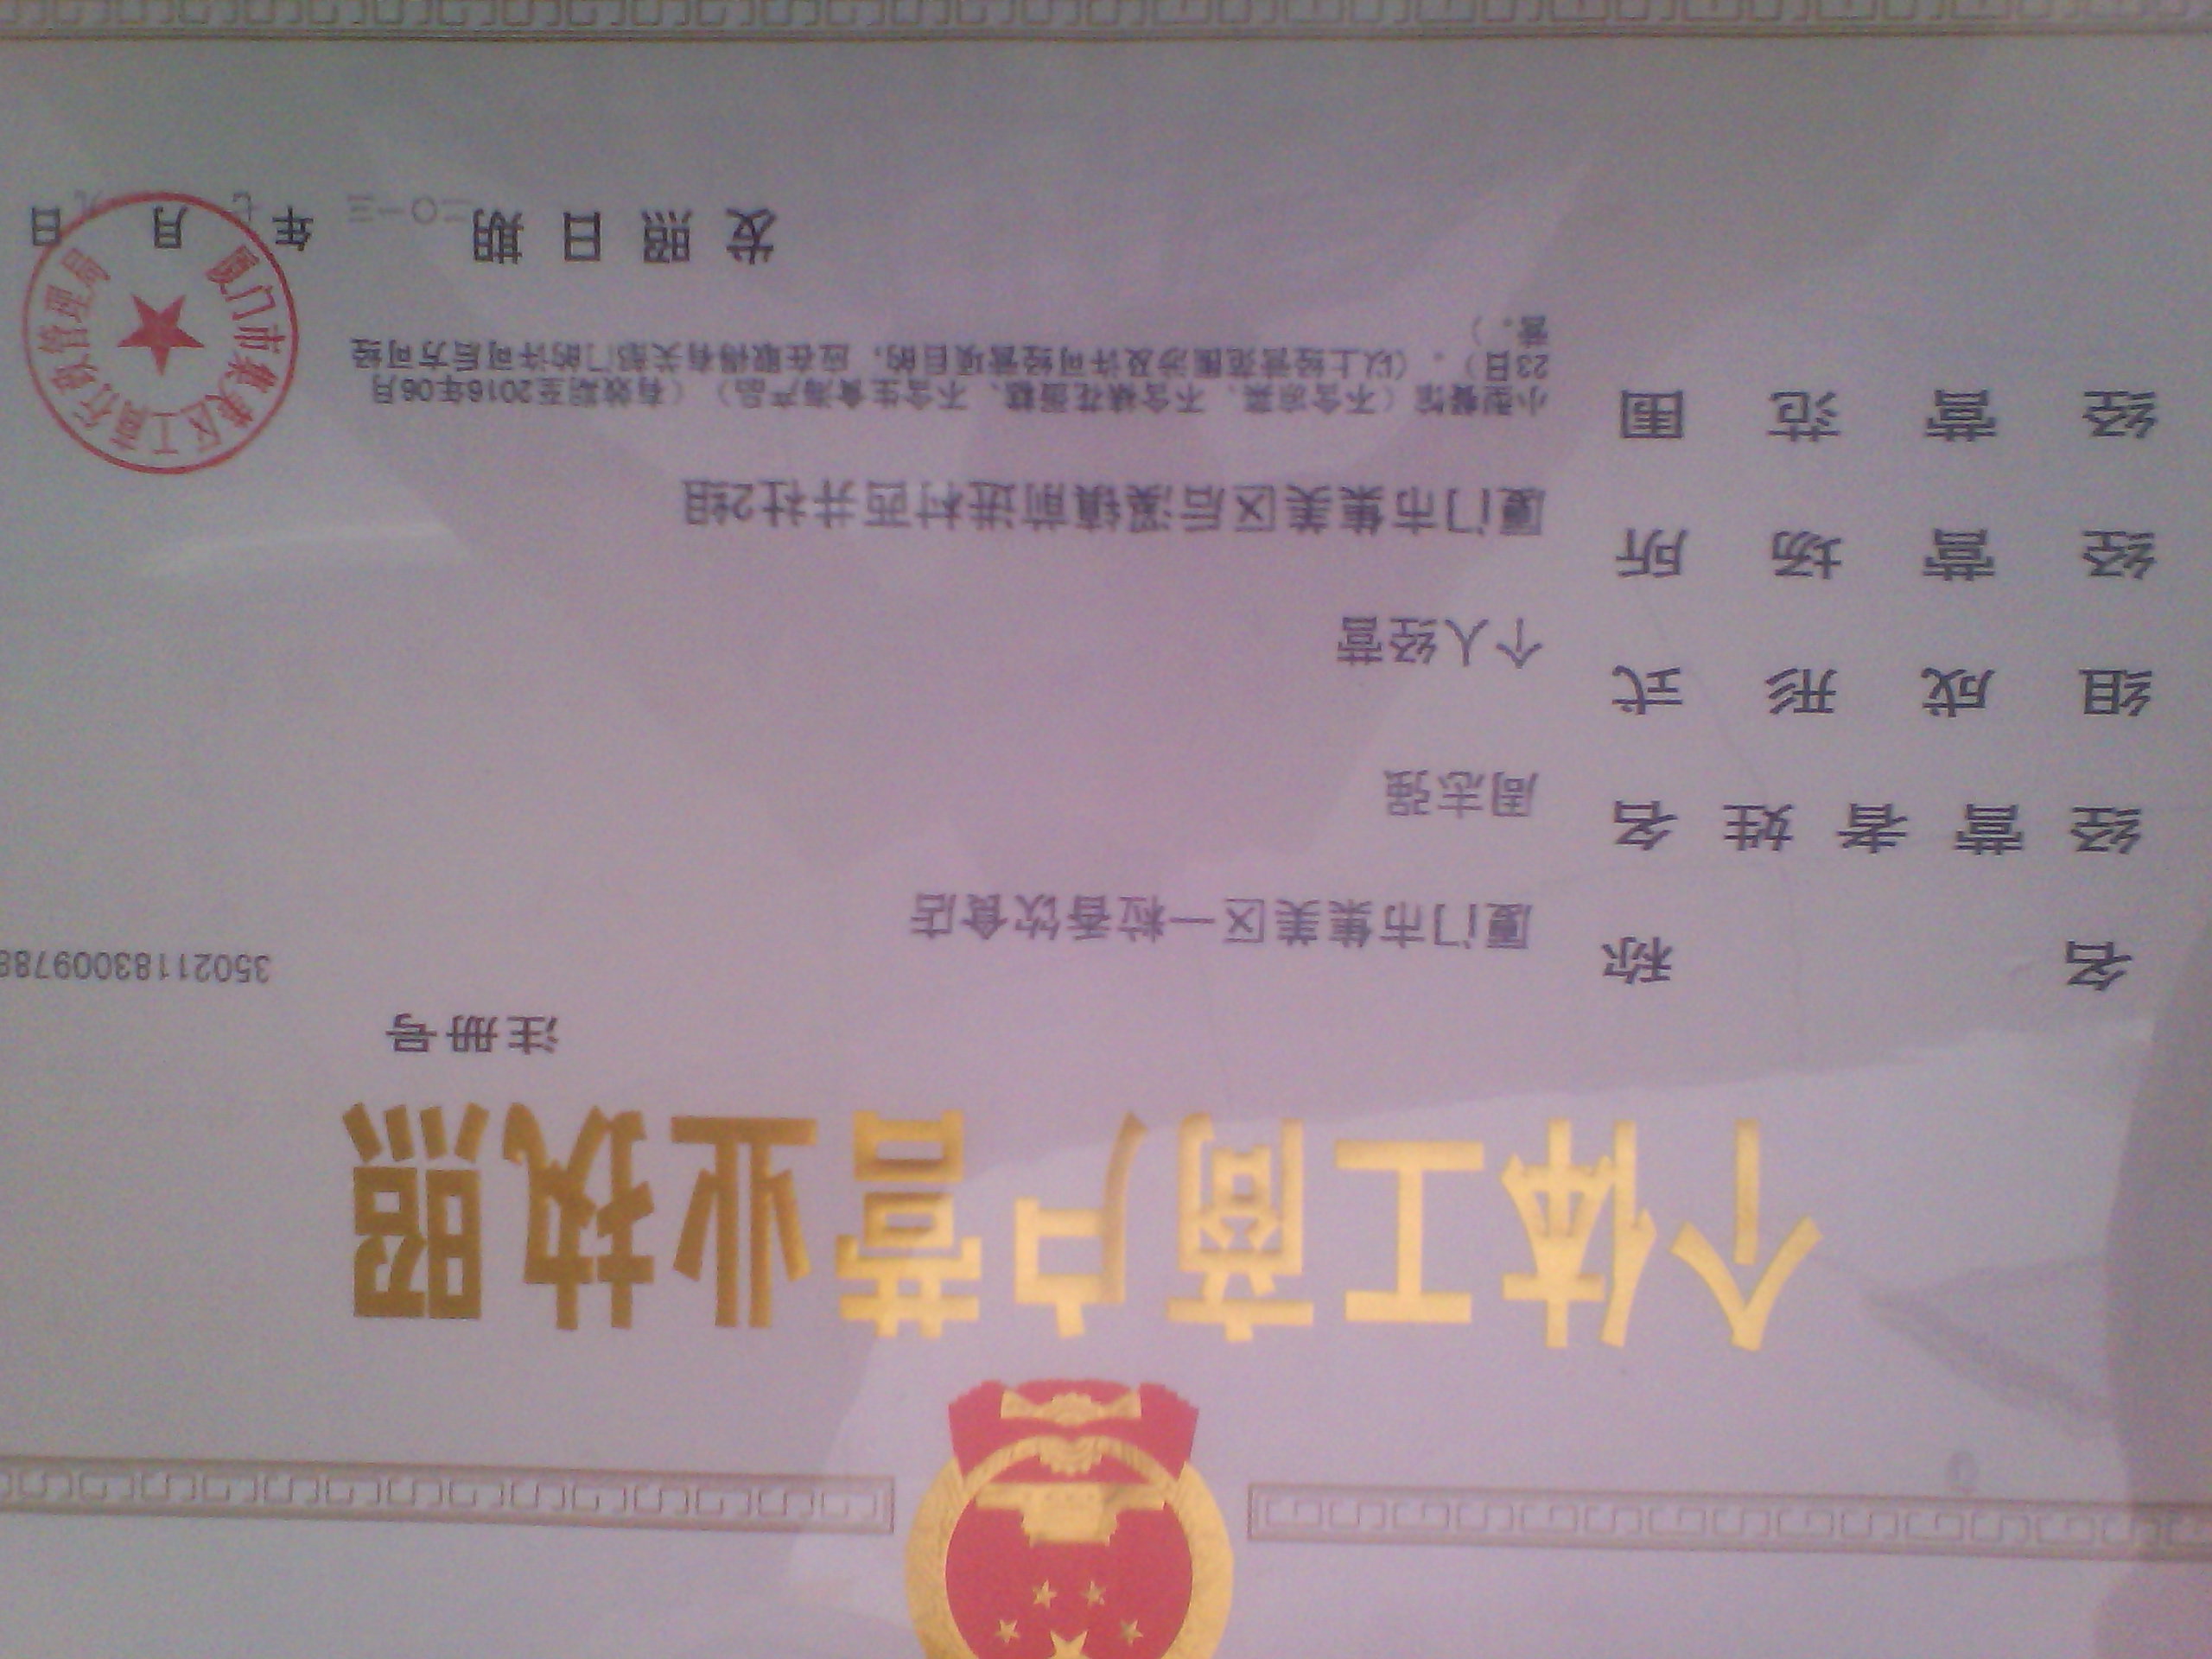 个体工商户营业执照
注册号
350211830097​88
名称 厦门市集美区一粒香饮食店
经营者姓名 周志强
组成形式 个人经营
经营场所 厦门市集美区后溪镇前进村西井社2组
经营范围 小型餐馆（不含凉菜、不含裱花蛋糕、不含生食海产品）（有效期至2016年06月
23日）。（以上经营范围涉及许可经营项目的，应在取得有关部门的许可后方可经
营。）
发照日期 二〇一三年七月九日
厦门市集美区工商行政管理局